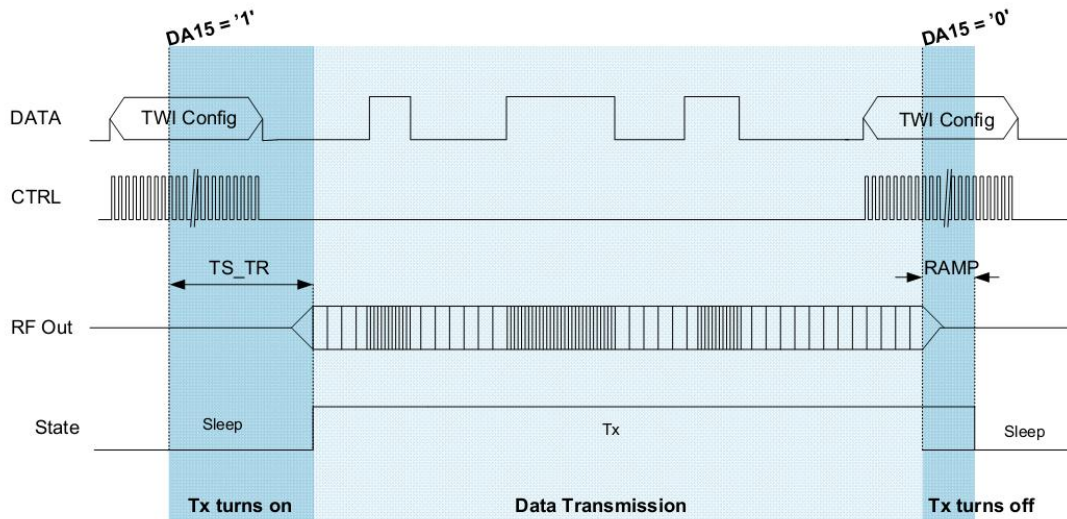 DA15 = '1'
DA15 = '0'
DATA
TWI Config
TWI Config
CTRL
TS_TR
RAMP
RF Out
State
Sleep
Tx
Sleep
Tx turns on
Data Transmission
Tx turns off